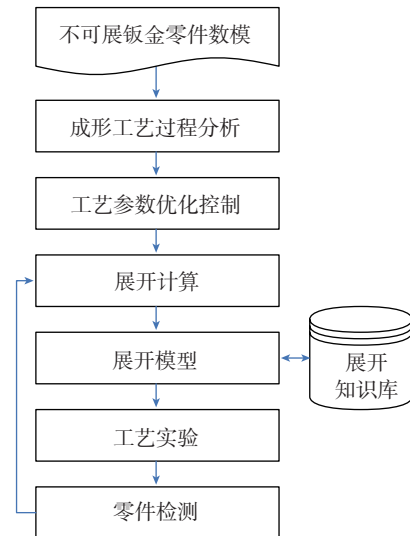 不可展钣金零件数模
成形工艺过程分析
工艺参数优化控制
展开计算
展开模型
展开
知识库
工艺实验
零件检测